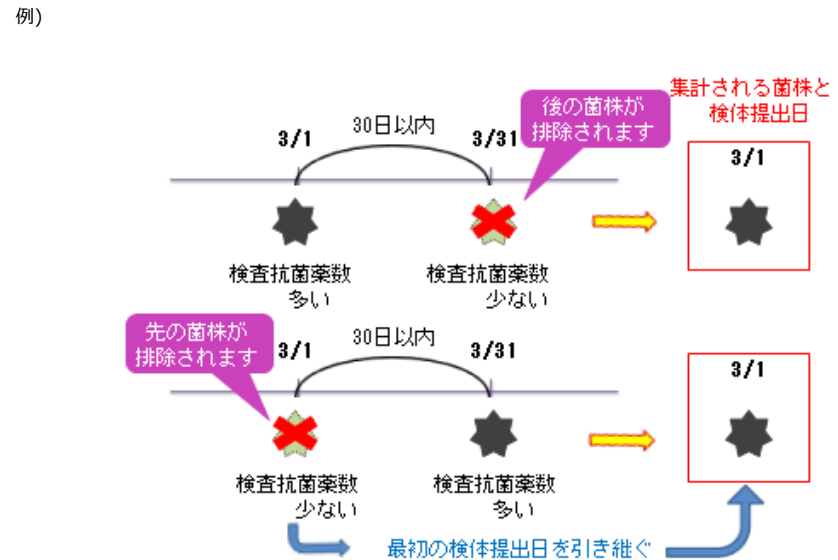 例)
集計される菌株と
検体提出日
後の菌株が
排除されます
3/1
30日以内
3/31
3/1
検査抗菌薬数
多い
検査抗菌薬数
少ない
先の菌株が
排除されます
3/1
30日以内
3/31
3/1
検査抗菌薬数
少ない
検査抗菌薬数
多い
最初の検体提出日を引き継ぐ